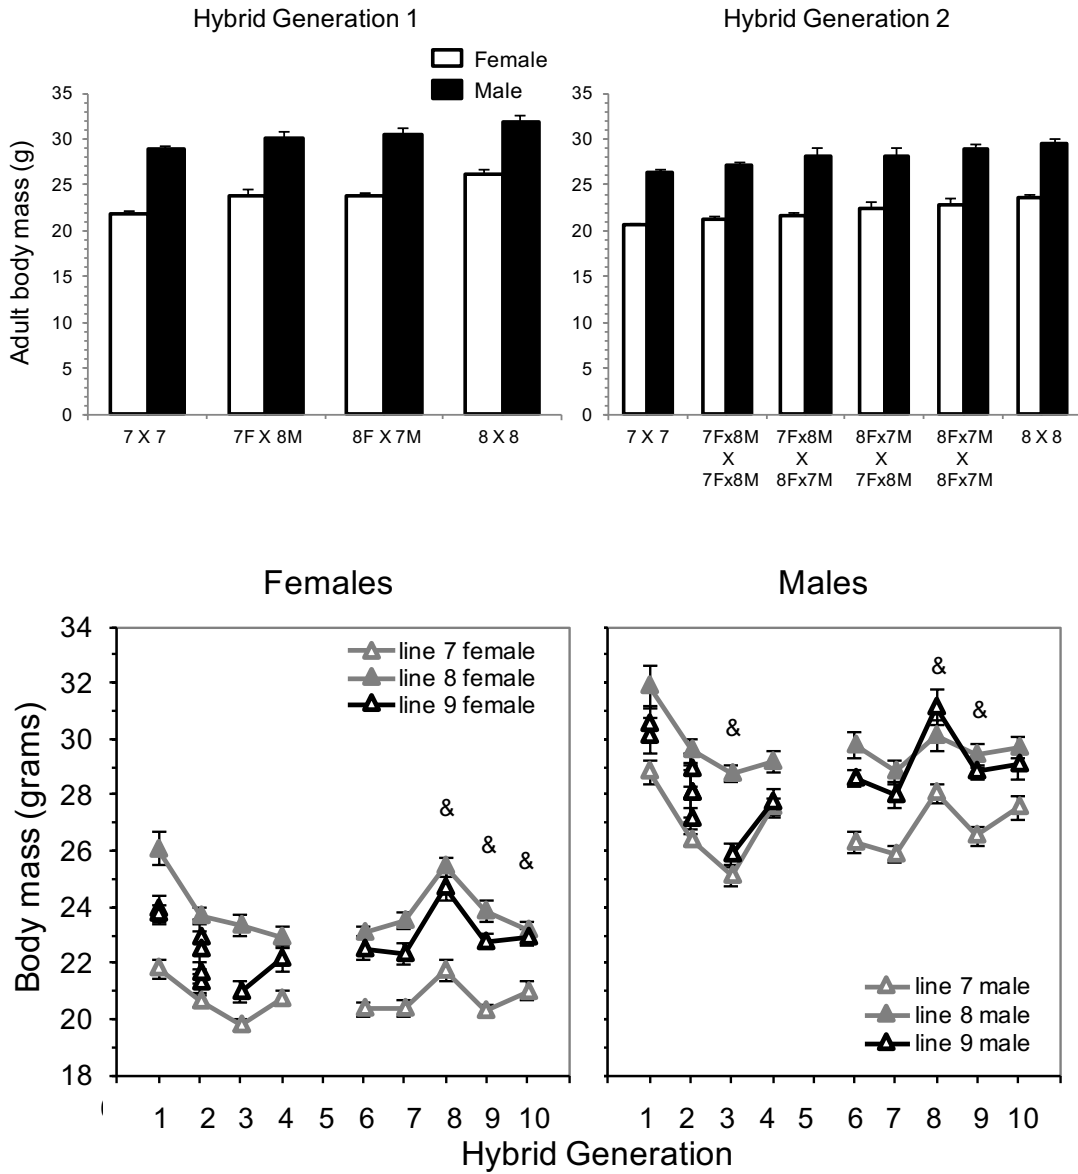 Hybrid Generation 1
Hybrid Generation 2
Female
Male
Adult body mass (g)
35
30
25
20
15
10
5
0
7 X 7
7F X 8M
8F X 7M
8 X 8
35
30
25
20
15
10
5
0
7 X 7
7Fx8M
X
7Fx8M
7Fx8M
X
8Fx7M
8Fx7M
X
7Fx8M
8Fx7M
X
8Fx7M
8 X 8
Females
Males
Body mass (grams)
34
32
30
28
26
24
22
20
18
line 7 female
line 8 female
line 9 female
&
&
&
&
&
&
line 7 male
line 8 male
line 9 male
1 2 3 4 5 6 7 8 9 10
1 2 3 4 5 6 7 8 9 10
Hybrid Generation